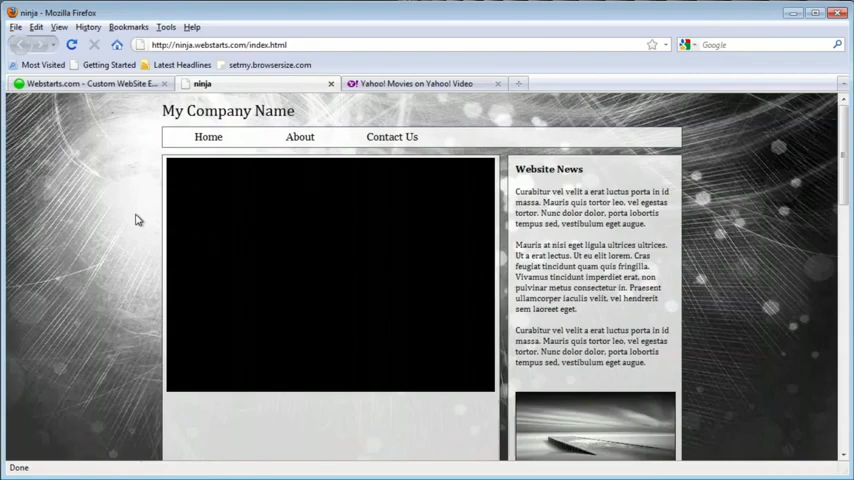 ninja - Mozilla Firefox
File Edit View History Bookmarks Tools Help
http://ninja.webstarts.com/index.html
Google
Most Visited Getting Started Latest Headlines setmy.browsersize.com
Webstarts.com - Custom WebSite E...
ninja
Yahoo! Movies on Yahoo! Video
My Company Name
Home About Contact Us
Website News
Curabitur vel velit a erat luctus porta in id
massa. Mauris quis tortor leo, vel egestas
tortor. Nunc dolor dolor, porta lobortis
tempus sed, vestibulum eget augue.
Mauris at nisi eget ligula ultrices ultrices.
Ut a erat lectus. Ut eu elit lorem. Cras
feugiat tincidunt quam quis fringilla.
Vivamus tincidunt imperdiet erat, non
pulvinar metus consectetur in. Praesent
ullamcorper iaculis velit, vel hendrerit
sem laoreet eget.
Curabitur vel velit a erat luctus porta in id
massa. Mauris quis tortor leo, vel egestas
tortor. Nunc dolor dolor, porta lobortis
tempus sed, vestibulum eget augue.
Done